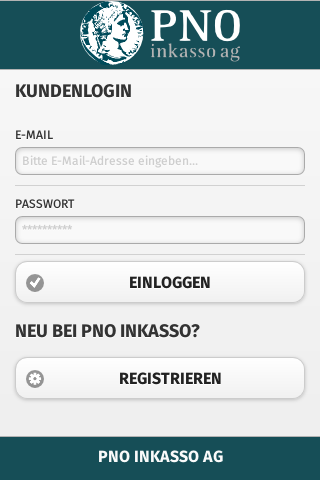 PNO
inkasso ag
KUNDENLOGIN
E-MAIL
Bitte E-Mail-Adresse eingeben...
PASSWORT
**********
EINLOGGEN
NEU BEI PNO INKASSO?
REGISTRIEREN
PNO INKASSO AG